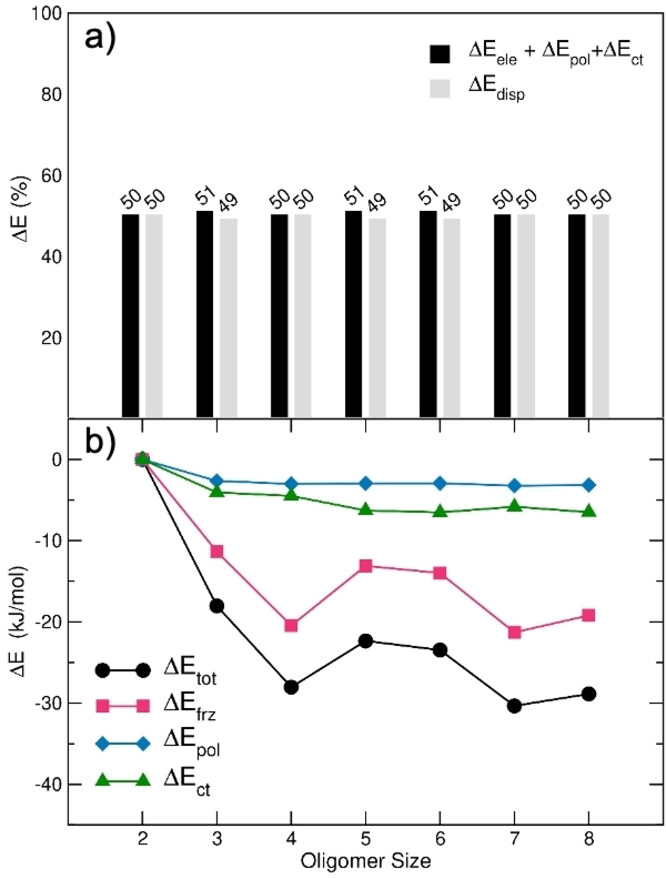 a)
ΔE_ele + ΔE_pol+ΔE_ct
ΔE_disp
ΔE (%)
100
80
60
40
20
50 50 51 49 50 50 51 49 51 49 50 50 50 50
b)
ΔE (kJ/mol)
0
-10
-20
-30
-40
ΔE_tot
ΔE_frz
ΔE_pol
ΔE_ct
2 3 4 5 6 7 8
Oligomer Size